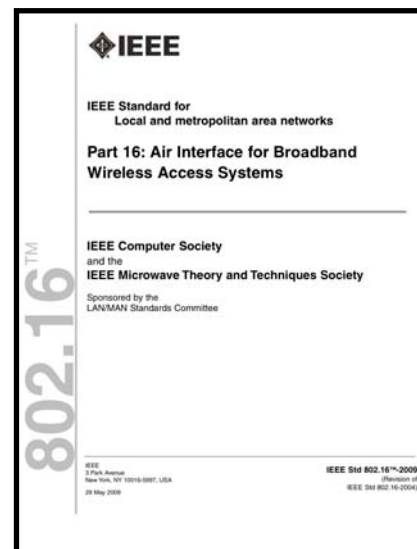 IEEE
IEEE Standard for
Local and metropolitan area networks
Part 16: Air Interface for Broadband
Wireless Access Systems
IEEE Computer Society
and the
IEEE Microwave Theory and Techniques Society
Sponsored by the
LAN/MAN Standards Committee
802.16™
IEEE
3 Park Avenue
New York, NY 10016-5997, USA
29 May 2009
IEEE Std 802.16™-2009
(Revision of
IEEE Std 802.16-2004)